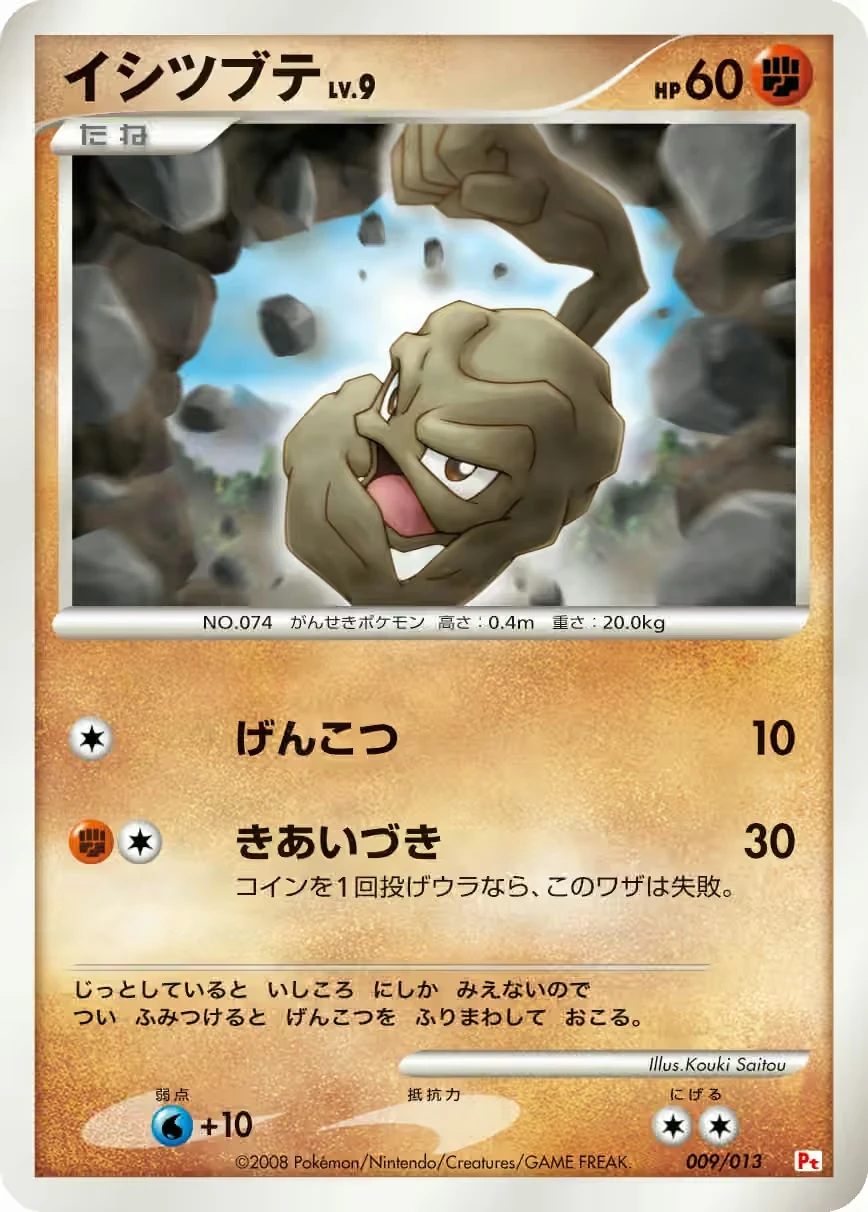 イシツブテ LV.9 HP60
たね
NO.074 がんせきポケモン 高さ:0.4m 重さ:20.0kg
げんこつ 10
きあいづき 30
コインを1回投げウラなら、このワザは失敗。
じっとしていると いしころ にしか みえないので
つい ふみつけると げんこつを ふりまわして おこる。
Illus.Kouki Saitou
弱点 抵抗力 にげる
+10
©2008 Pokémon/Nintendo/Creatures/GAME FREAK. 009/013 Pt